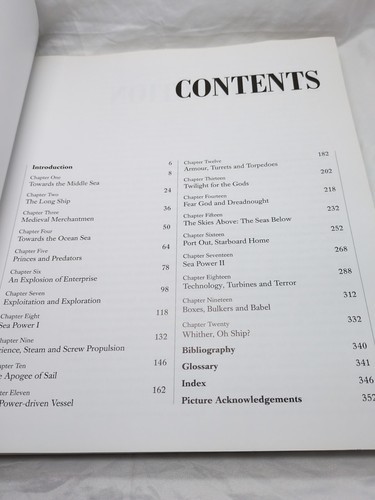 CONTENTS
Introduction 6
Chapter One 8
Towards the Middle Sea
Chapter Two 24
The Long Ship
Chapter Three 36
Medieval Merchantmen
Chapter Four 50
Towards the Ocean Sea
Chapter Five 64
Princes and Predators
Chapter Six 78
An Explosion of Enterprise
Chapter Seven 98
Exploitation and Exploration
Chapter Eight 118
Sea Power I
hapter Nine 132
cience, Steam and Screw Propulsion
pter Ten 146
e Apogee of Sail
ter Eleven 162
Power-driven Vessel
Chapter Twelve 182
Armour, Turrets and Torpedoes
Chapter Thirteen 202
Twilight for the Gods
Chapter Fourteen 218
Fear God and Dreadnought
Chapter Fifteen 232
The Skies Above: The Seas Below
Chapter Sixteen 252
Port Out, Starboard Home
Chapter Seventeen 268
Sea Power II
Chapter Eighteen 288
Technology, Turbines and Terror
Chapter Nineteen 312
Boxes, Bulkers and Babel
Chapter Twenty 332
Whither, Oh Ship?
Bibliography 340
Glossary 341
Index 346
Picture Acknowledgements 352